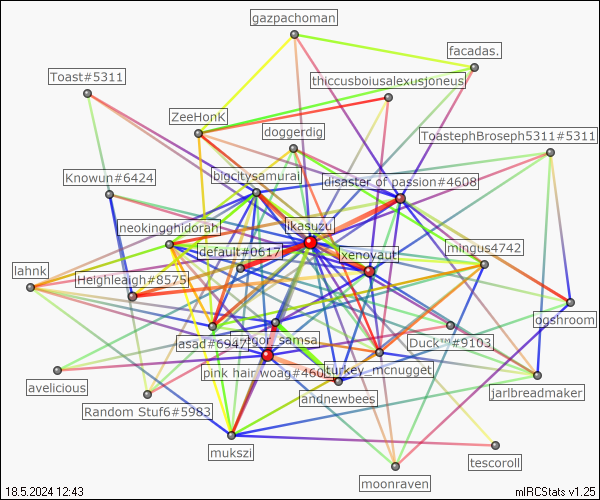 gazpachoman
facadas.
Toast#5311
thiccusboiusalexusjoneus
ZeeHonK
doggerdig
ToastephBroseph5311#5311
Knowun#6424
bigcitysamurai
disaster of passion#4608
neokingghidorah
ikasuzu
default#0617
xenovaut
mingus4742
lahnk
Heighleaigh#8575
ogshroom
asad#6947
gor_samsa
Duck™#9103
pink hair woag#460
turkey_mcnugget
avelicious
andnewbees
jarlbreadmaker
Random Stuf6#5983
mukszi
tescoroll
moonraven
18.5.2024 12:43
mIRCStats v1.25